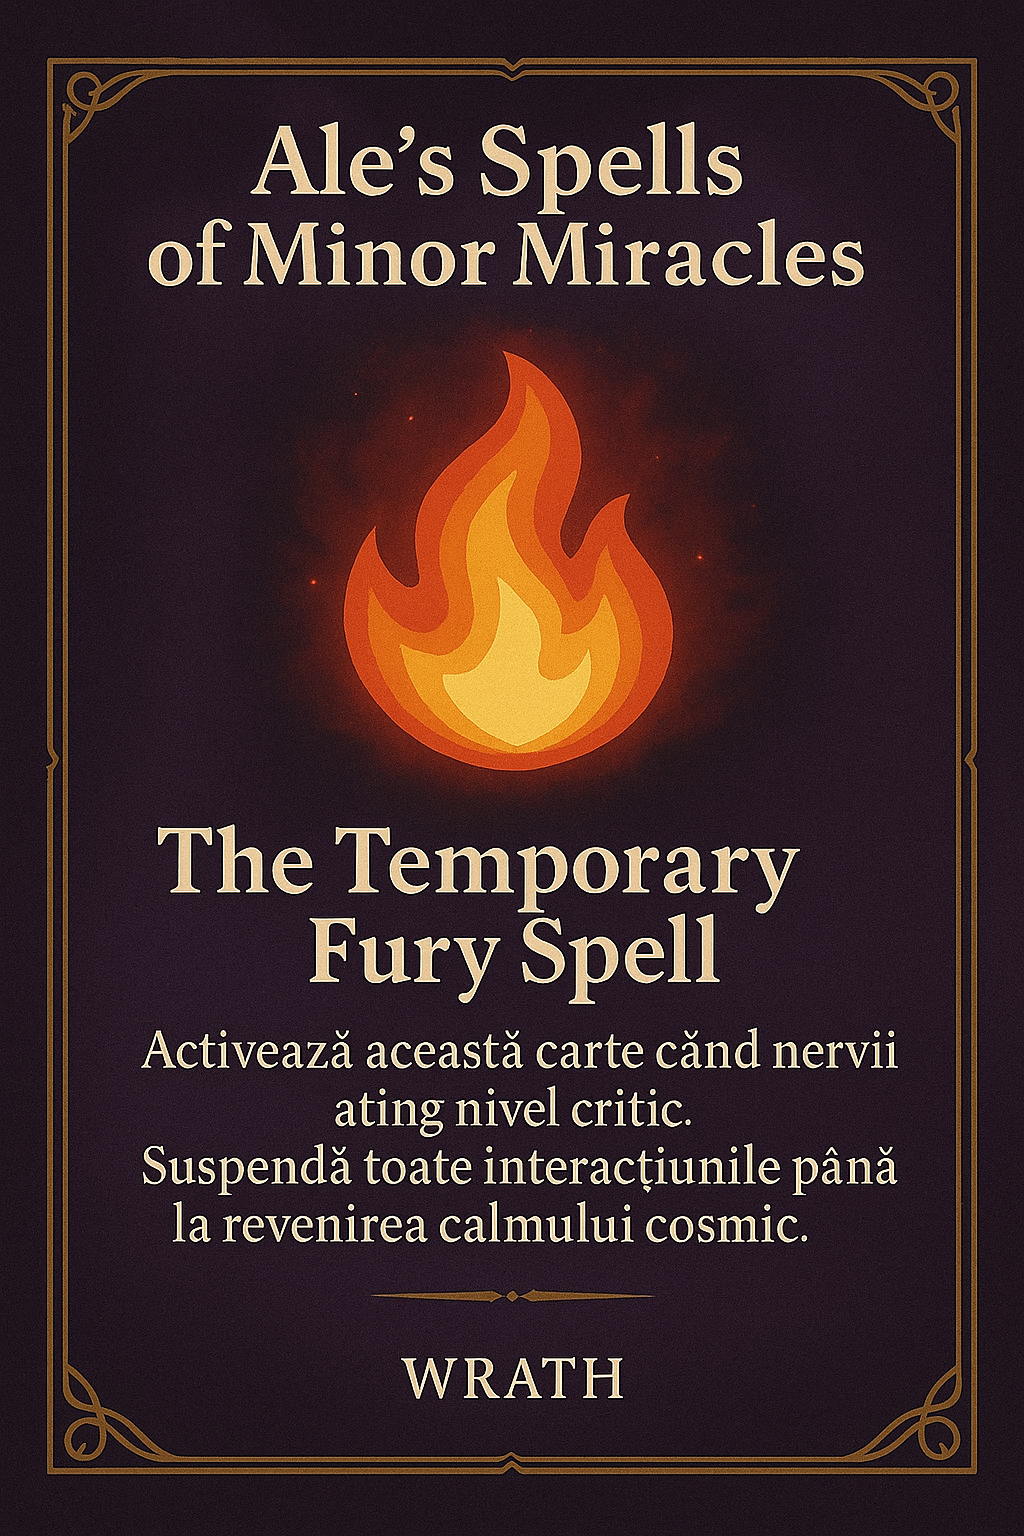 Ale’s Spells
of Minor Miracles
The Temporary
Fury Spell
Activează această carte cănd nervii
ating nivel critic.
Suspendă toate interacțiunile până
la revenirea calmului cosmic.
WRATH